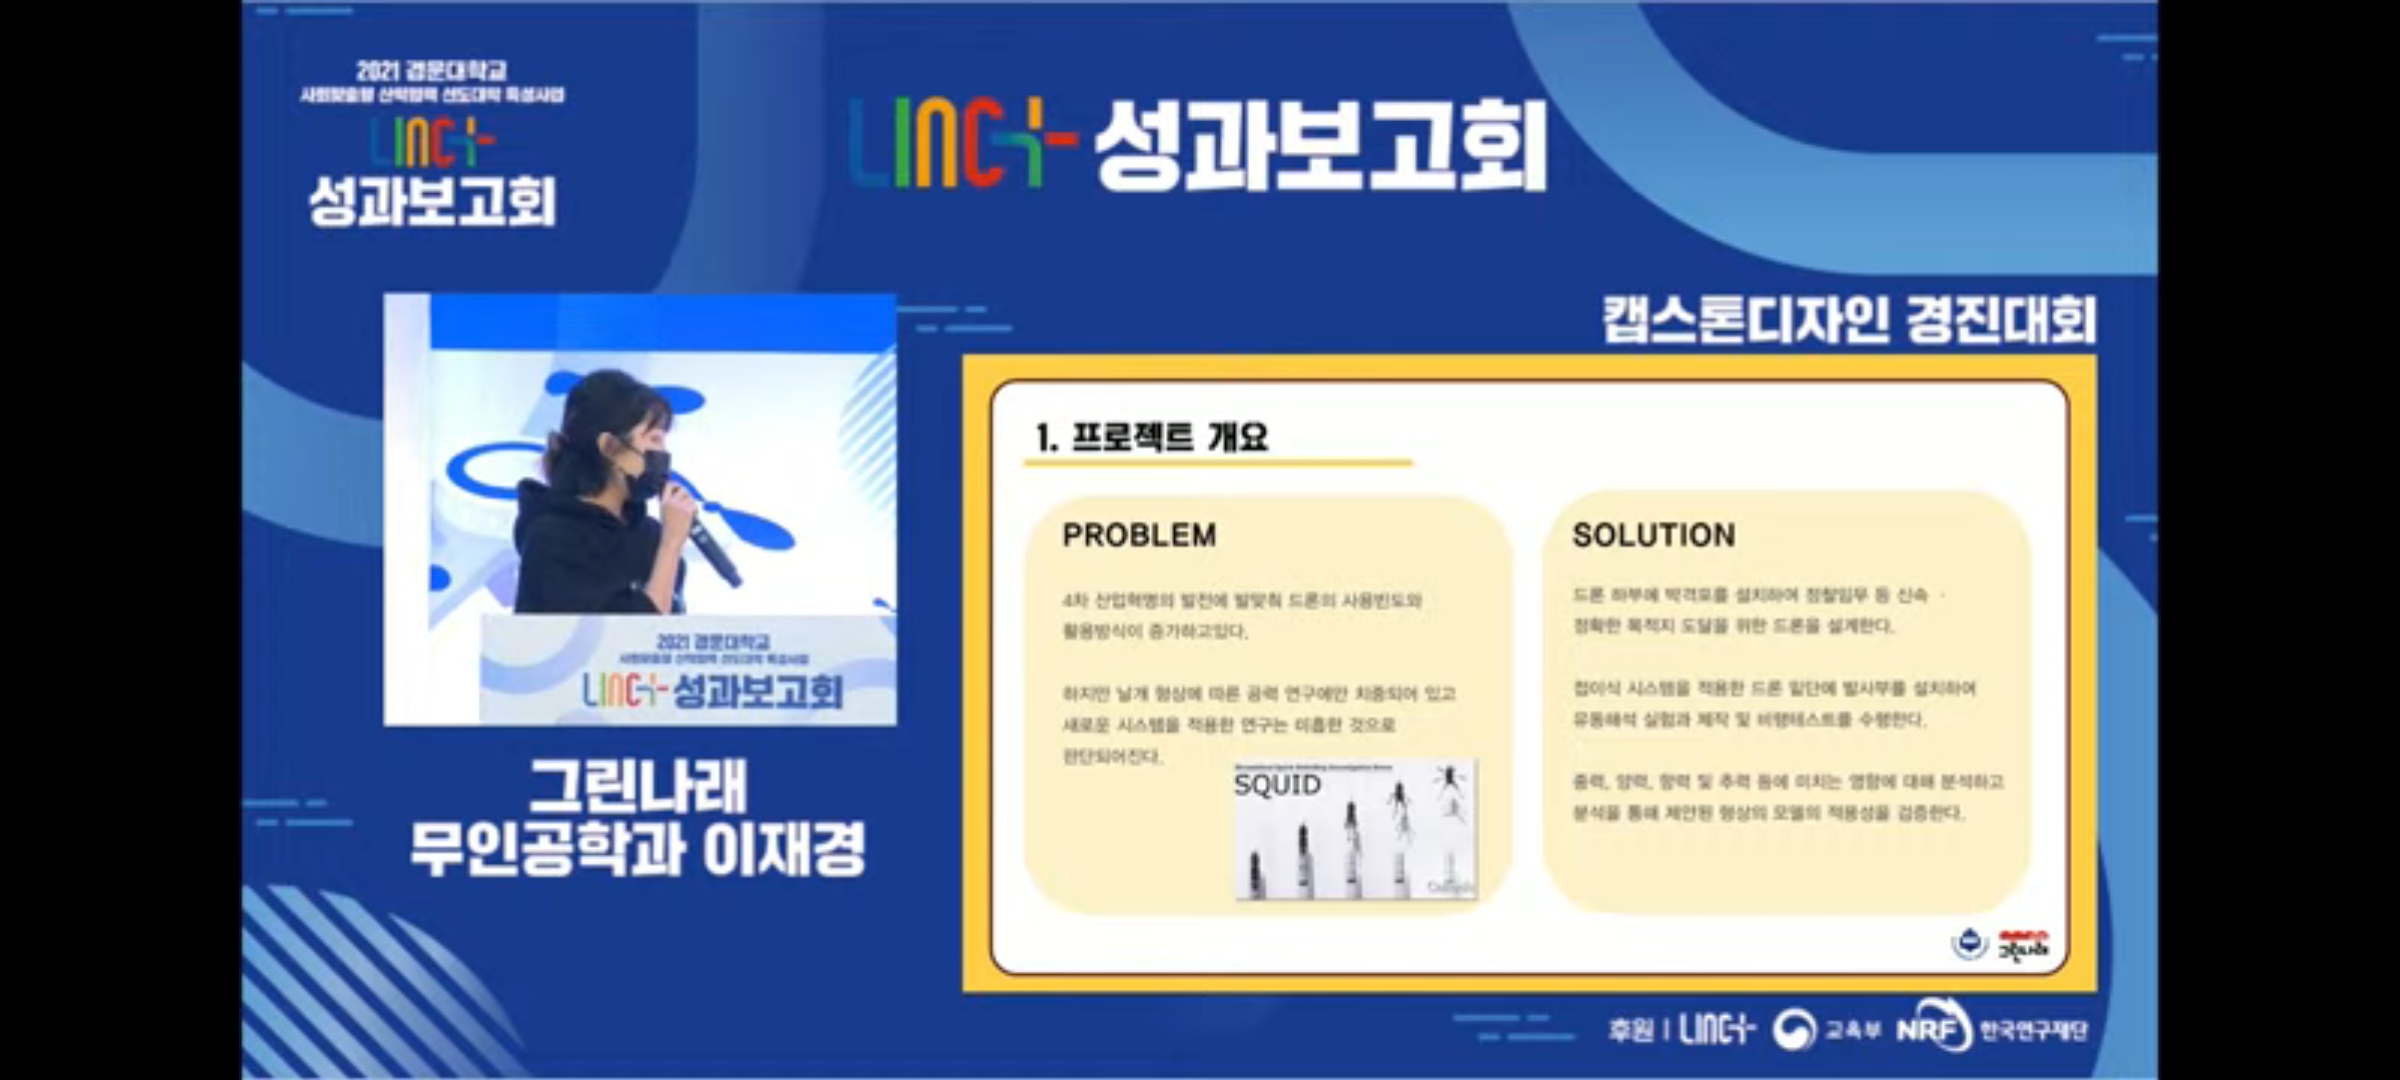 2021 경문대학교
사회맞춤형 산학협력 선도대학 육성사업
LINC+
성과보고회
LINC+ 성과보고회
캡스톤디자인 경진대회
1. 프로젝트 개요
PROBLEM
4차 산업혁명의 발전에 발맞춰 드론의 사용빈도와
활용방식이 증가하고있다.
하지만 날개 형상에 따른 공력 연구에만 치중되어 있고
새로운 시스템을 적용한 연구는 미흡한 것으로
판단되어진다.
SQUID
SOLUTION
드론 하부에 박격포를 설치하여 정찰임무 등 신속 ·
정확한 목적지 도달을 위한 드론을 설계한다.
접이식 시스템을 적용한 드론 밑단에 발사부를 설치하여
유동해석 실험과 제작 및 비행테스트를 수행한다.
중력, 양력, 항력 및 추력 등에 미치는 영향에 대해 분석하고
분석을 통해 제안된 형상의 모델의 적용성을 검증한다.
그린나래
2021 경문대학교
사회맞춤형 산학협력 선도대학 육성사업
LINC+ 성과보고회
그린나래
무인공학과 이재경
후원 | LINC+ 교육부 NRF 한국연구재단